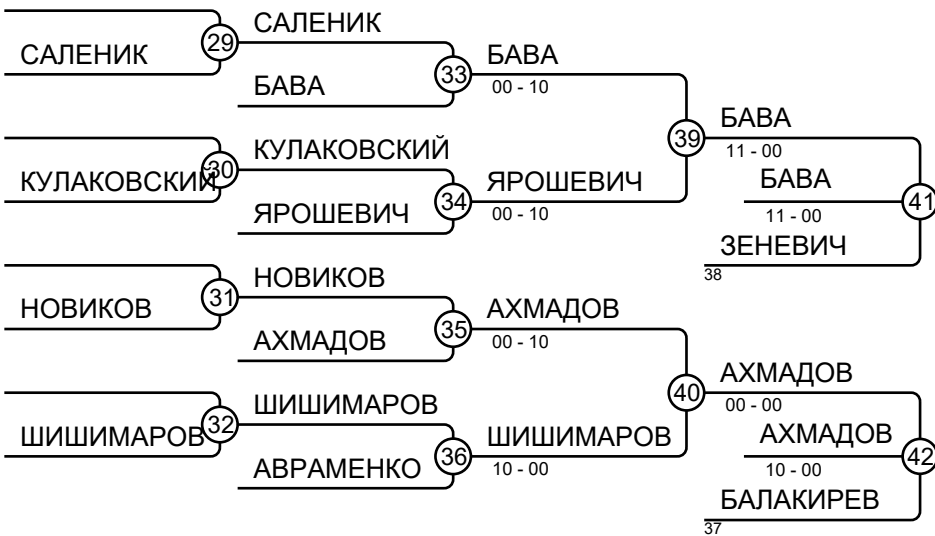 САЛЕНИК
29
САЛЕНИК
БАВА
33
БАВА
00 - 10
КУЛАКОВСКИЙ
30
КУЛАКОВСКИЙ
ЯРОШЕВИЧ
34
ЯРОШЕВИЧ
00 - 10
39
БАВА
11 - 00
БАВА
11 - 00
41
ЗЕНЕВИЧ
38
НОВИКОВ
31
НОВИКОВ
АХМАДОВ
35
АХМАДОВ
00 - 10
ШИШИМАРОВ
32
ШИШИМАРОВ
АВРАМЕНКО
36
ШИШИМАРОВ
10 - 00
40
АХМАДОВ
00 - 00
АХМАДОВ
10 - 00
42
БАЛАКИРЕВ
37